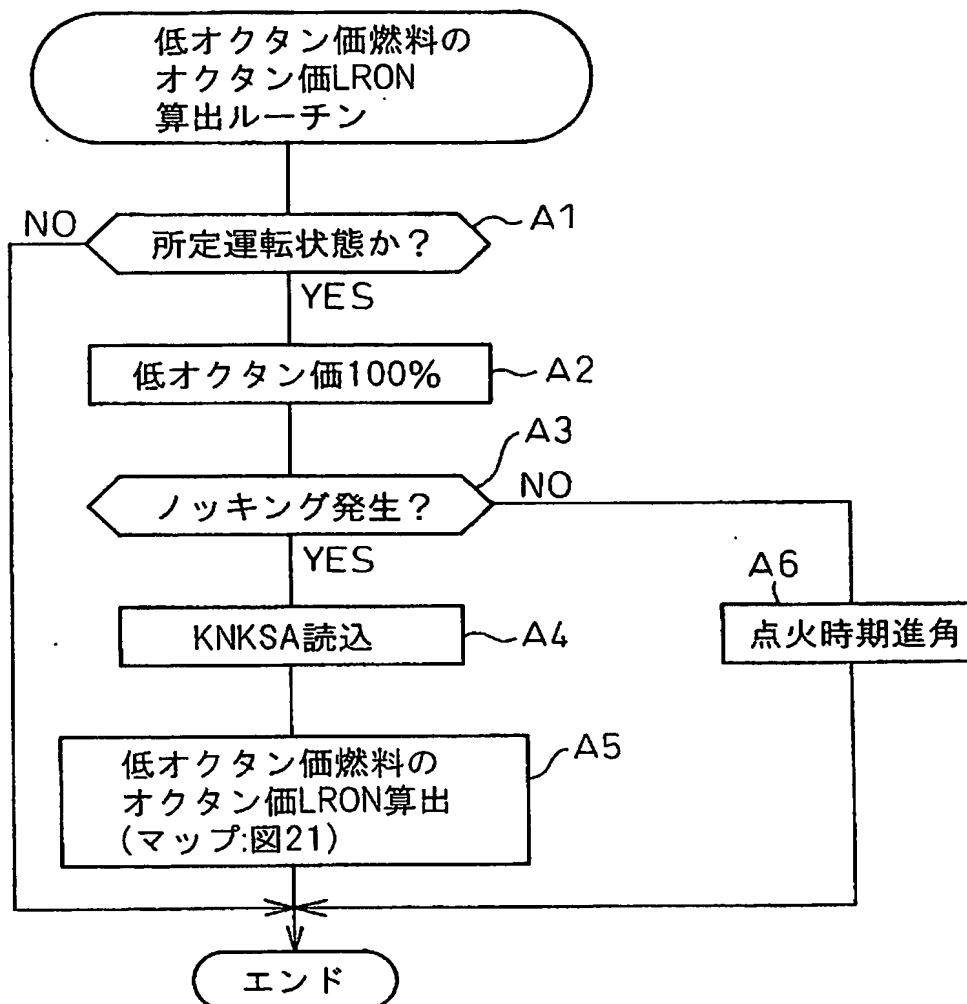 低オクタン価燃料の
オクタン価LRON
算出ルーチン
NO
所定運転状態か？
A1
YES
低オクタン価100%
A2
A3
ノッキング発生？
NO
YES
A6
KNKSA読込
A4
点火時期進角
A5
低オクタン価燃料の
オクタン価LRON算出
(マップ:図21)
エンド